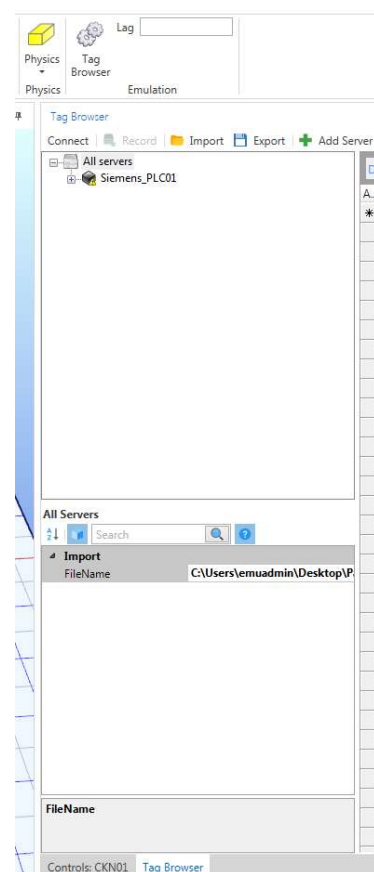 Lag
Physics
Tag
Browser
Physics
Emulation
Tag Browser
Connect
Record
Import
Export
Add Server
All servers
Siemens_PLC01
A..
All Servers
Search
Import
FileName
C:\Users\emuadmin\Desktop\P
FileName
Controls: CKN01
Tag Browser